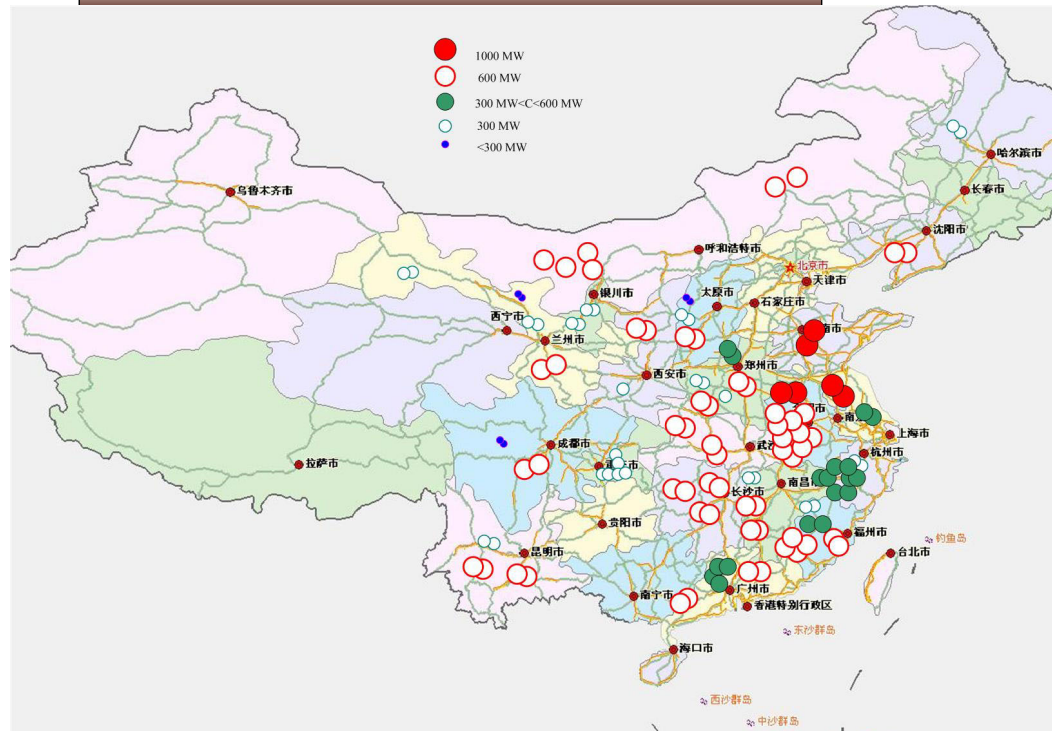 1000 MW
600 MW
300 MW<C<600 MW
300 MW
<300 MW
哈尔滨市
长春市
乌鲁木齐市
沈阳市
呼和浩特市
北京市
天津市
银川市
太原市
石家庄市
西宁市
南市
兰州市
郑州市
西安市
南京
上海市
成都市
武
杭州市
拉萨市
南昌
长沙市
贵阳市
福州市
钓鱼岛
昆明市
台北市
南宁市
广州市
香港特别行政区
东沙群岛
海口市
西沙群岛
中沙群岛